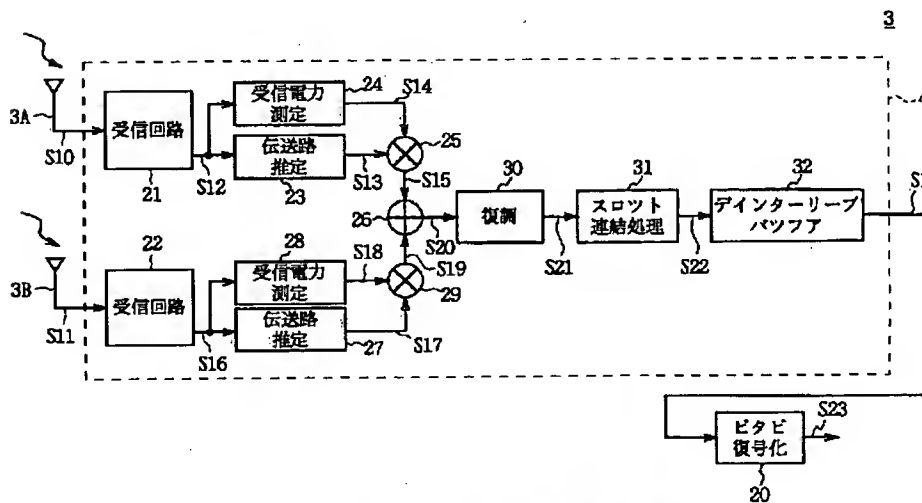 3
3A
S10
受信回路
21
S12
受信電力
測定
24
S14
伝送路
推定
23
S13
25
S15
26
S20
30
復調
S21
31
スロツト
連結処理
S22
32
デインターリーブ
バツフア
3B
S11
22
受信回路
S16
28
受信電力
測定
S18
S19
29
伝送路
推定
27
S17
ビタビ
復号化
20
S23